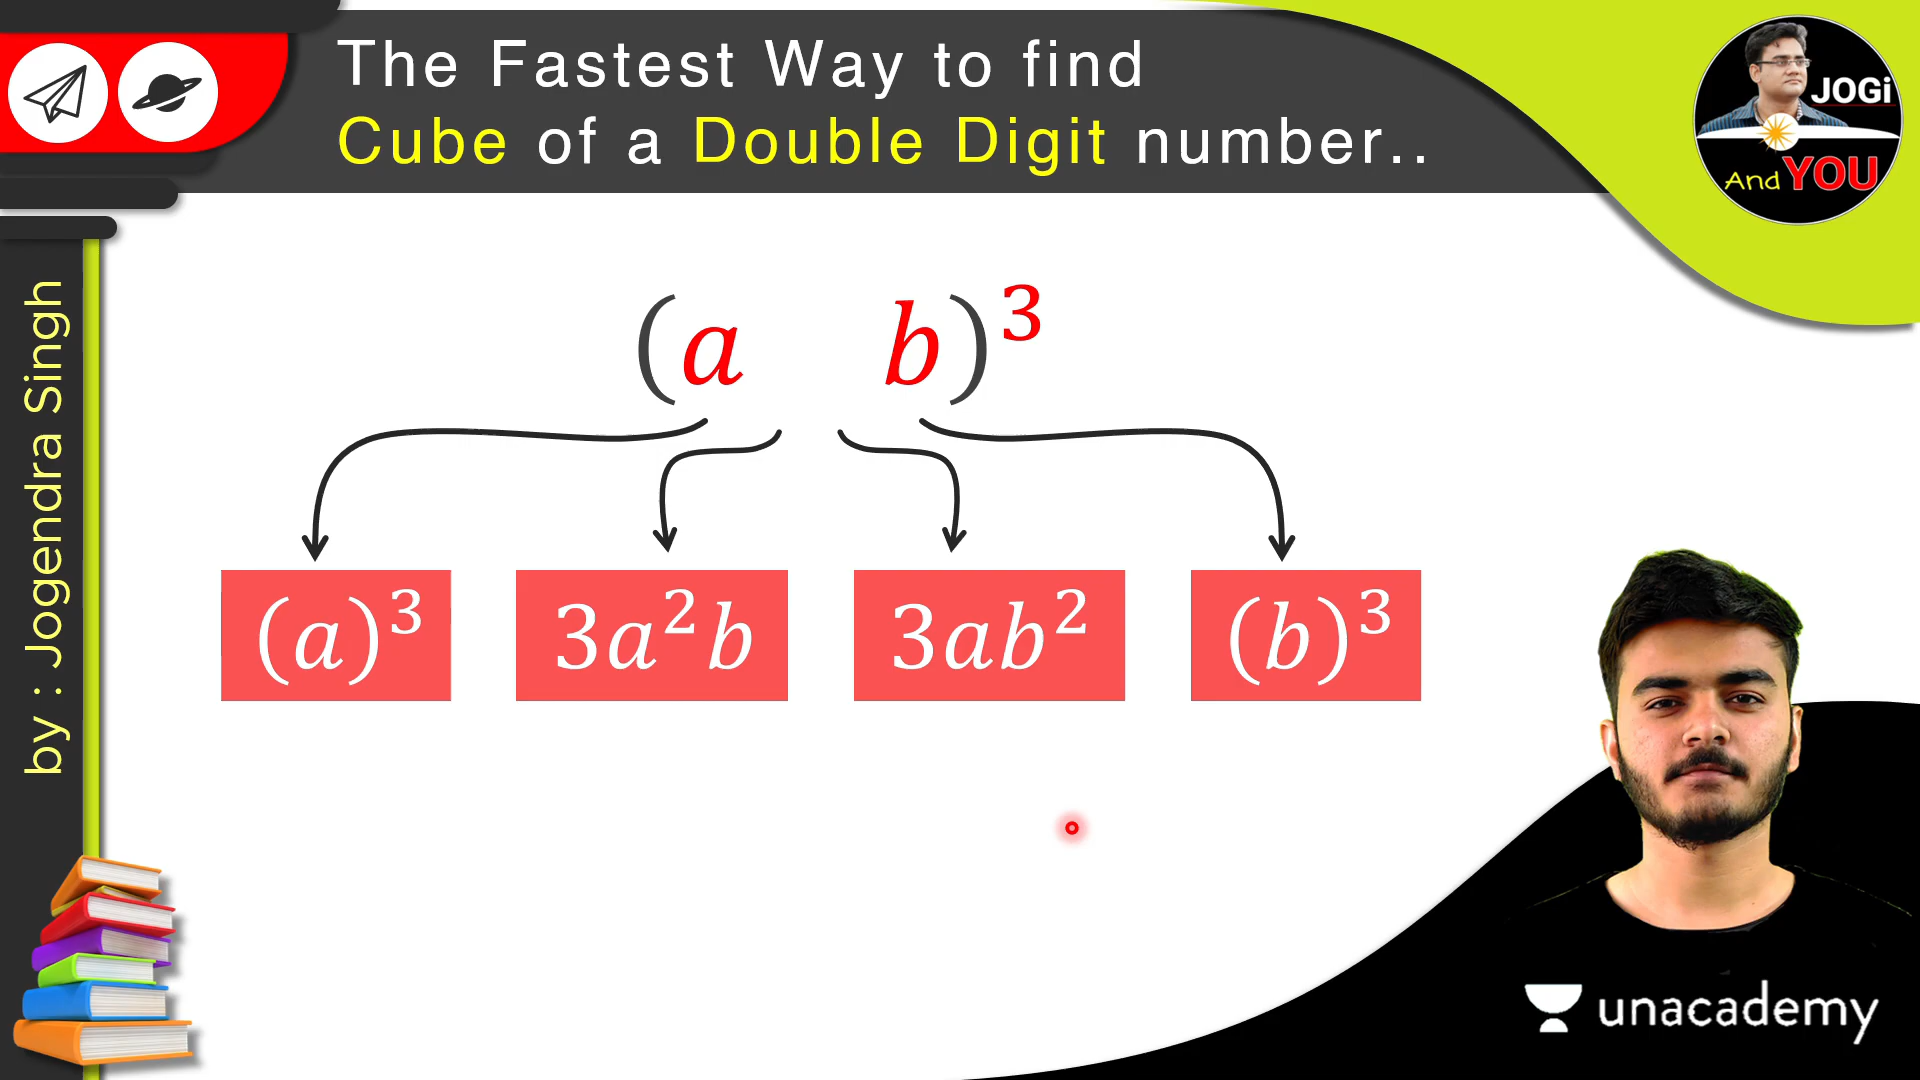 The Fastest Way to find
Cube of a Double Digit number..
JOGi
And YOU
by : Jogendra Singh
(a b)³
(a)³ 3a²b 3ab² (b)³
unacademy